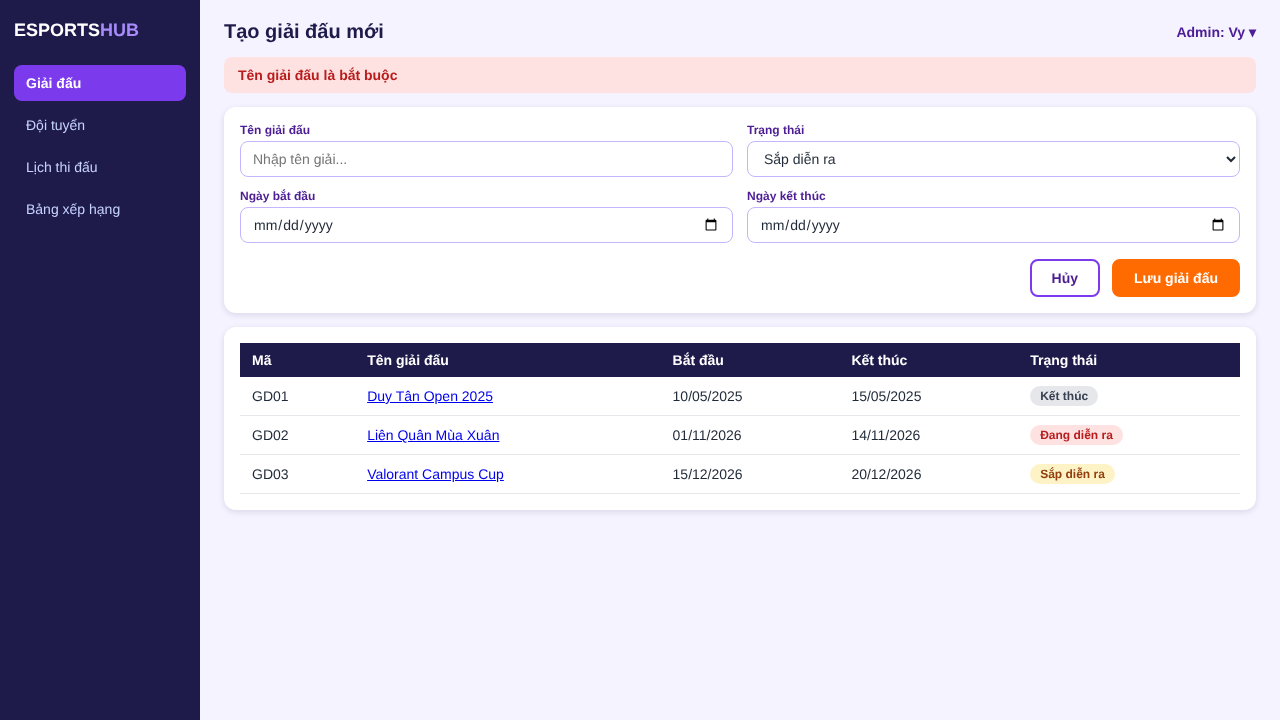 ESPORTSHUB
Giải đấu
Đội tuyển
Lịch thi đấu
Bảng xếp hạng
Tạo giải đấu mới
Admin: Vy ▾
Tên giải đấu là bắt buộc
Tên giải đấu
Trạng thái
Nhập tên giải...
Sắp diễn ra
Ngày bắt đầu
Ngày kết thúc
mm/dd/yyyy
mm/dd/yyyy
Hủy
Lưu giải đấu
Mã Tên giải đấu Bắt đầu Kết thúc Trạng thái
GD01 Duy Tân Open 2025 10/05/2025 15/05/2025 Kết thúc
GD02 Liên Quân Mùa Xuân 01/11/2026 14/11/2026 Đang diễn ra
GD03 Valorant Campus Cup 15/12/2026 20/12/2026 Sắp diễn ra